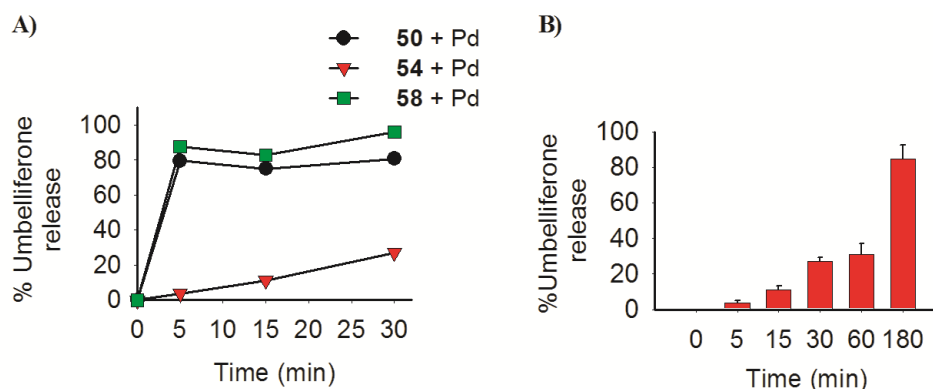 A)
50 + Pd
54 + Pd
58 + Pd
% Umbelliferone
release
100
80
60
40
20
0
0 5 10 15 20 25 30
Time (min)
B)
%Umbelliferone
release
100
80
60
40
20
0
0 5 15 30 60 180
Time (min)